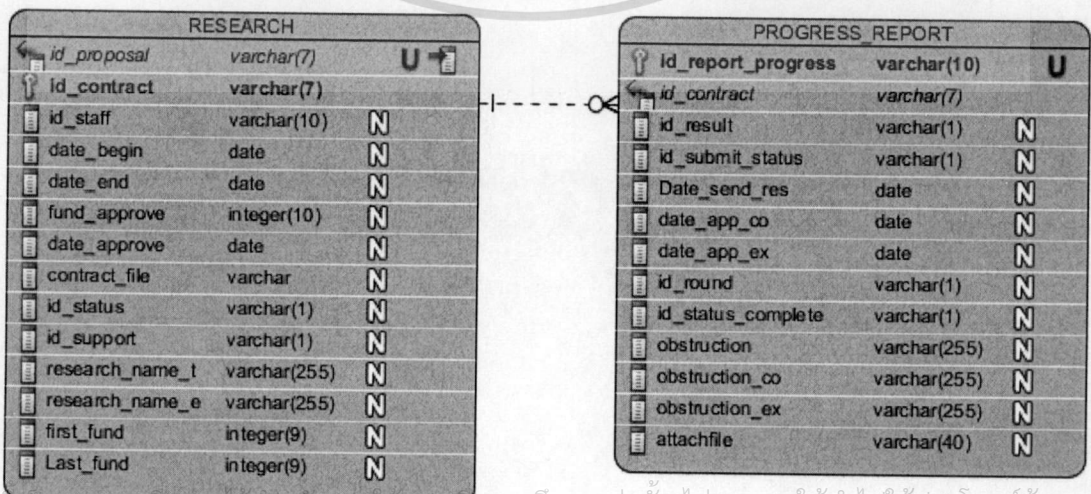 RESEARCH
id_proposal varchar(7) U
id_contract varchar(7)
id_staff varchar(10) N
date_begin date N
date_end date N
fund_approve integer(10) N
date_approve date N
contract_file varchar N
id_status varchar(1) N
id_support varchar(1) N
research_name_t varchar(255) N
research_name_e varchar(255) N
first_fund integer(9) N
Last_fund integer(9) N
PROGRESS_REPORT
id_report_progress varchar(10) U
id_contract varchar(7)
id_result varchar(1) N
id_submit_status varchar(1) N
Date_send_res date N
date_app_co date N
date_app_ex date N
id_round varchar(1) N
id_status_complete varchar(1) N
obstruction varchar(255) N
obstruction_co varchar(255) N
obstruction_ex varchar(255) N
attachfile varchar(40) N